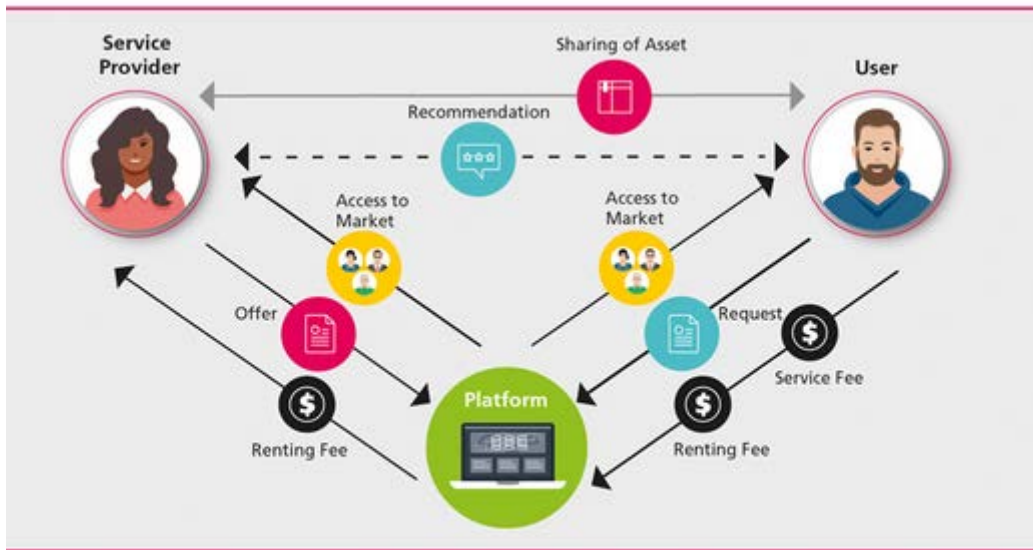 Service
Provider
Sharing of Asset
User
Recommendation
Access to
Market
Access to
Market
Offer
Request
Service Fee
Platform
Renting Fee
Renting Fee